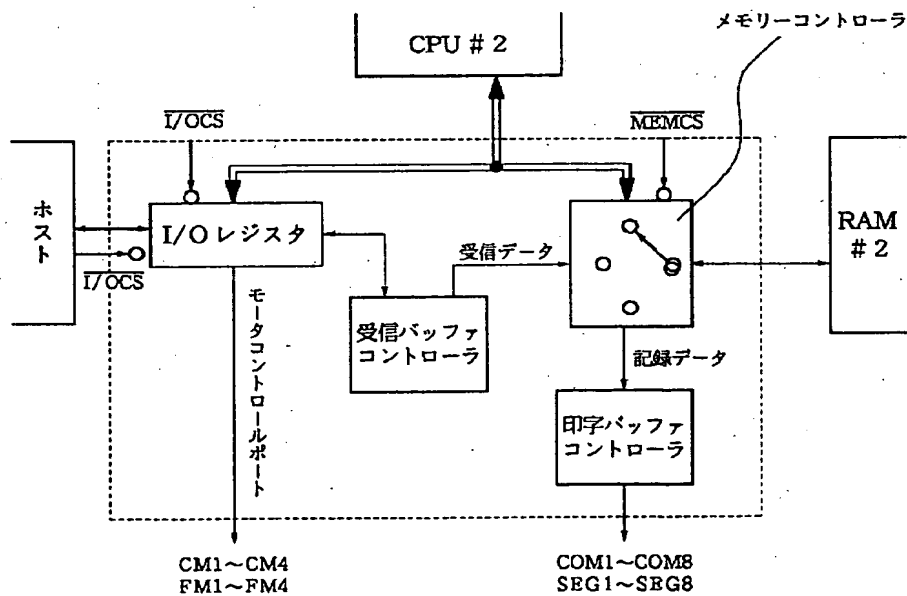 メモリーコントローラ
CPU # 2
I/OCS
MEMCS
ホスト
I/O レジスタ
I/OCS
受信データ
RAM
# 2
モータコントロールポート
受信バッファ
コントローラ
記録データ
印字バッファ
コントローラ
CM1～CM4
FM1～FM4
COM1～COM8
SEG1～SEG8